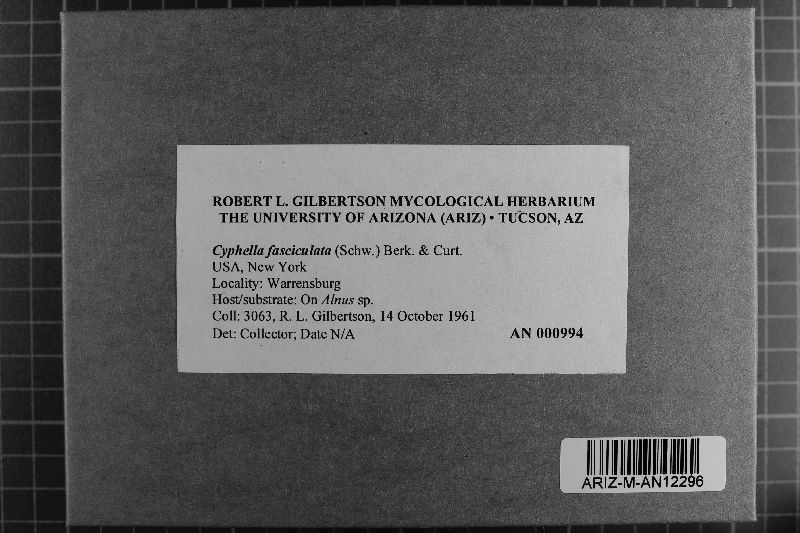 ROBERT L. GILBERTSON MYCOLOGICAL HERBARIUM
THE UNIVERSITY OF ARIZONA (ARIZ) • TUCSON, AZ
Cyphella fasciculata (Schw.) Berk. & Curt.
USA, New York
Locality: Warrensburg
Host/substrate: On Alnus sp.
Coll: 3063, R. L. Gilbertson, 14 October 1961
Det: Collector; Date N/A AN 000994
ARIZ-M-AN12296